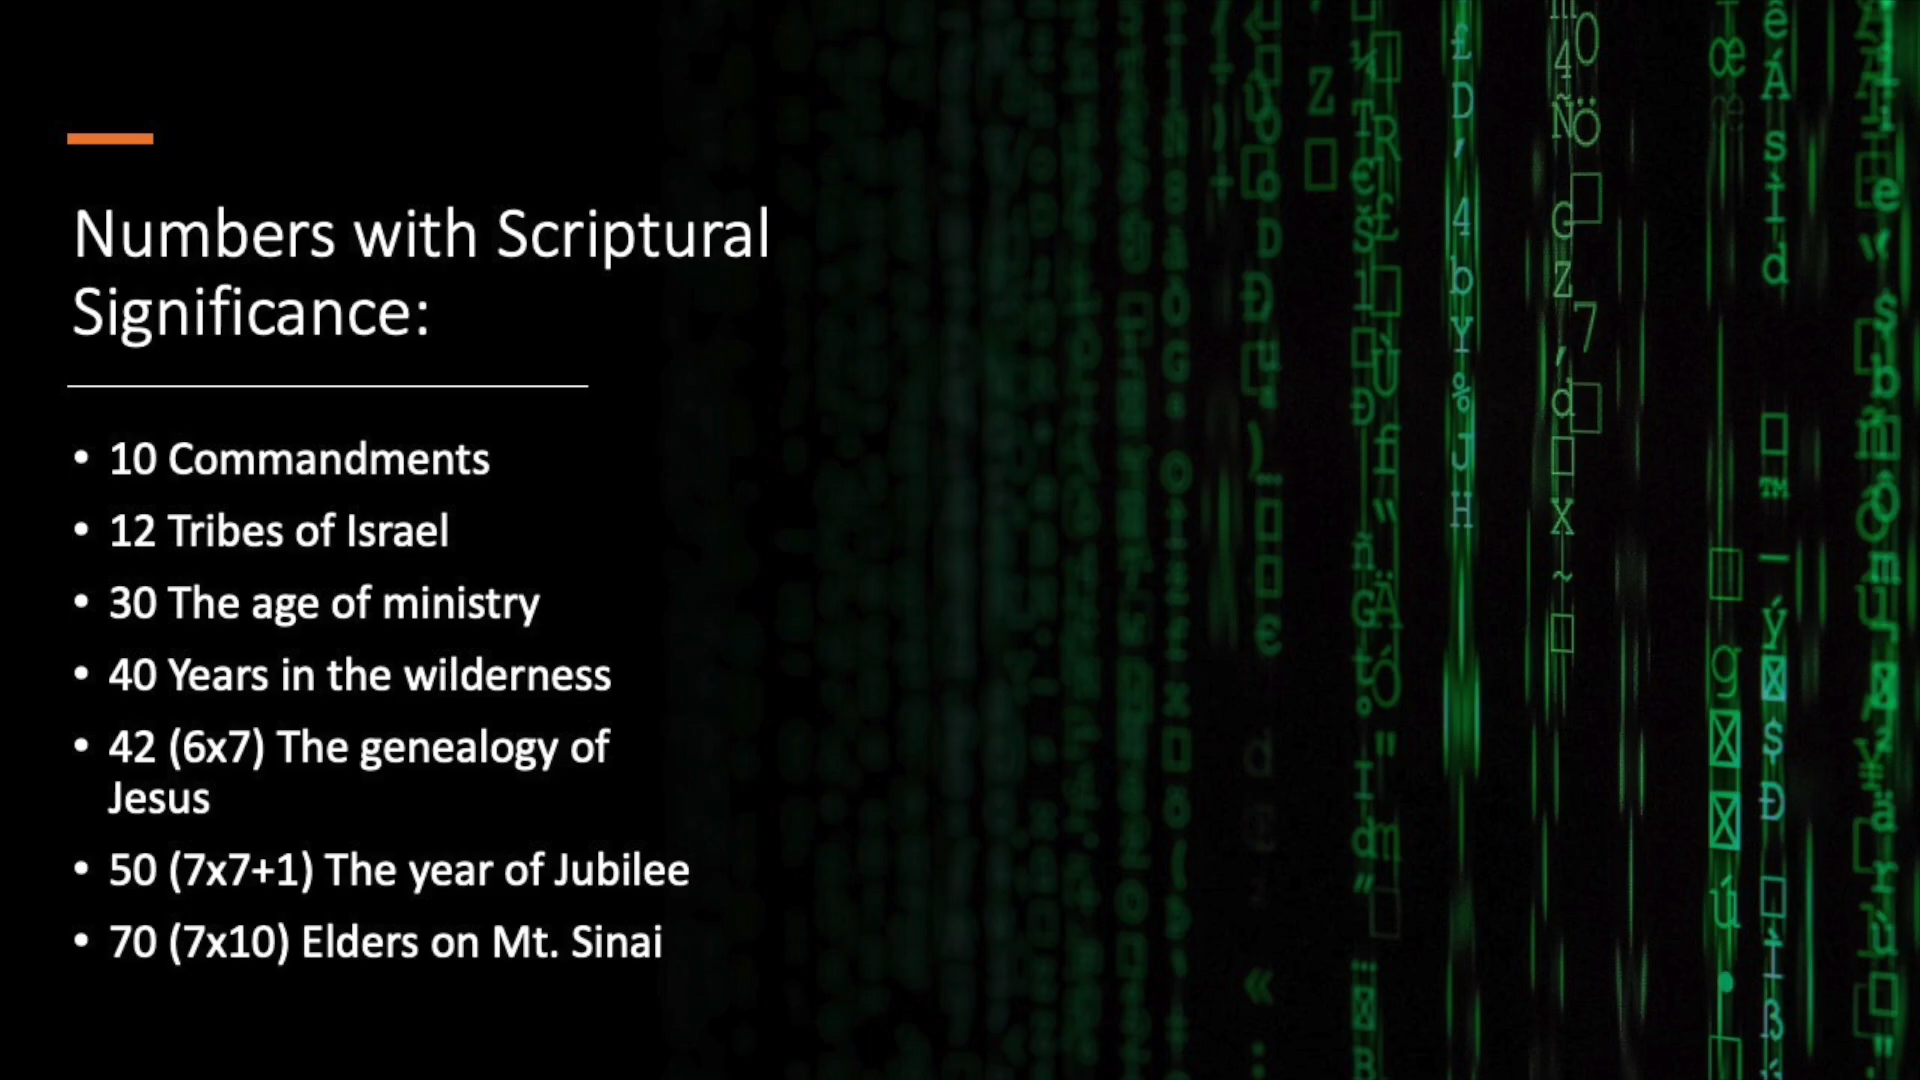 Numbers with Scriptural
Significance:
• 10 Commandments
• 12 Tribes of Israel
• 30 The age of ministry
• 40 Years in the wilderness
• 42 (6x7) The genealogy of
Jesus
• 50 (7x7+1) The year of Jubilee
• 70 (7x10) Elders on Mt. Sinai